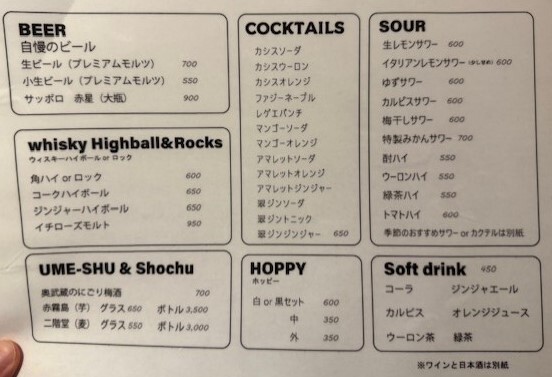 BEER
自慢のビール
生ビール（プレミアムモルツ） 700
小生ビール（プレミアムモルツ） 550
サッポロ 赤星（大瓶） 900
whisky Highball&Rocks
ウィスキーハイボール or ロック
角ハイ or ロック 600
コークハイボール 650
ジンジャーハイボール 650
イチローズモルト 950
UME-SHU & Shochu
奥武蔵のにごり梅酒 700
赤霧島（芋） グラス 650 ボトル 3,500
二階堂（麦） グラス 550 ボトル 3,000
COCKTAILS
カシスソーダ
カシスウーロン
カシスオレンジ
ファジーネーブル
レゲエパンチ
マンゴーソーダ
マンゴーオレンジ
アマレットソーダ
アマレットオレンジ
アマレットジンジャー
翠ジンソーダ
翠ジントニック
翠ジンジンジャー 650
HOPPY
ホッピー
白 or 黒セット 600
中 350
外 350
SOUR
生レモンサワー 600
イタリアンレモンサワー 600
ゆずサワー 600
カルピスサワー 600
梅干しサワー 600
特製みかんサワー 700
酎ハイ 550
ウーロンハイ 550
緑茶ハイ 550
トマトハイ 600
季節のおすすめサワー or カクテルは別紙
Soft drink 450
コーラ ジンジャエール
カルピス オレンジジュース
ウーロン茶 緑茶
※ワインと日本酒は別紙